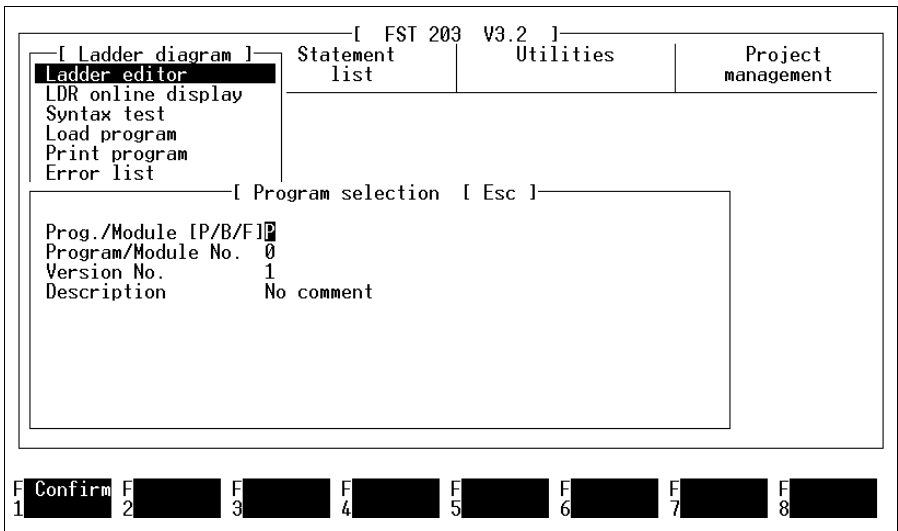 [ FST 203 V3.2 ]
[ Ladder diagram ]
Statement
list
Utilities
Project
management
Ladder editor
LDR online display
Syntax test
Load program
Print program
Error list
[ Program selection [ Esc ]
Prog./Module [P/B/F]P
Program/Module No. 0
Version No. 1
Description No comment
F1 Confirm F2 F3 F4 F5 F6 F7 F8